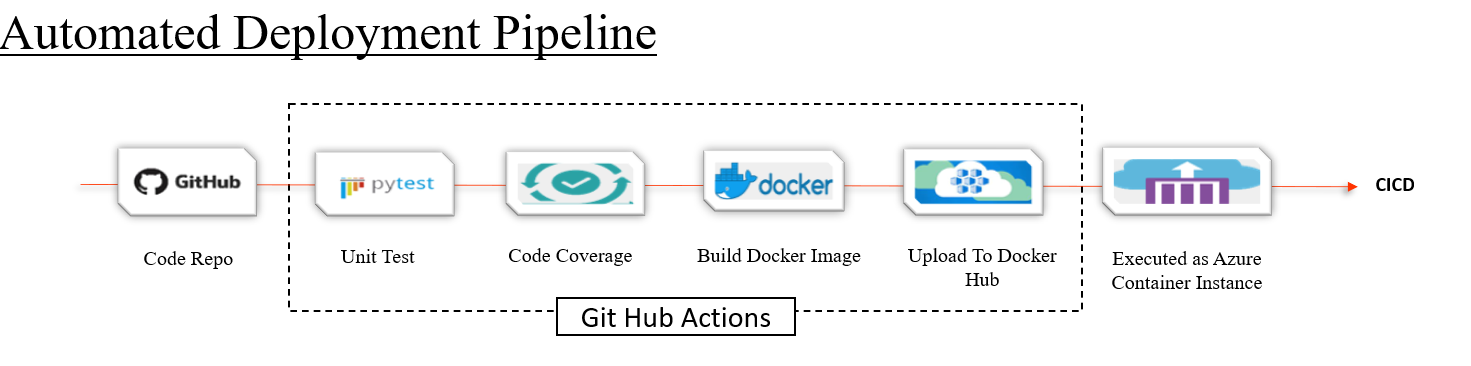 Automated Deployment Pipeline
GitHub
pytest
docker
CICD
Code Repo
Unit Test
Code Coverage
Build Docker Image
Upload To Docker
Hub
Executed as Azure
Container Instance
Git Hub Actions